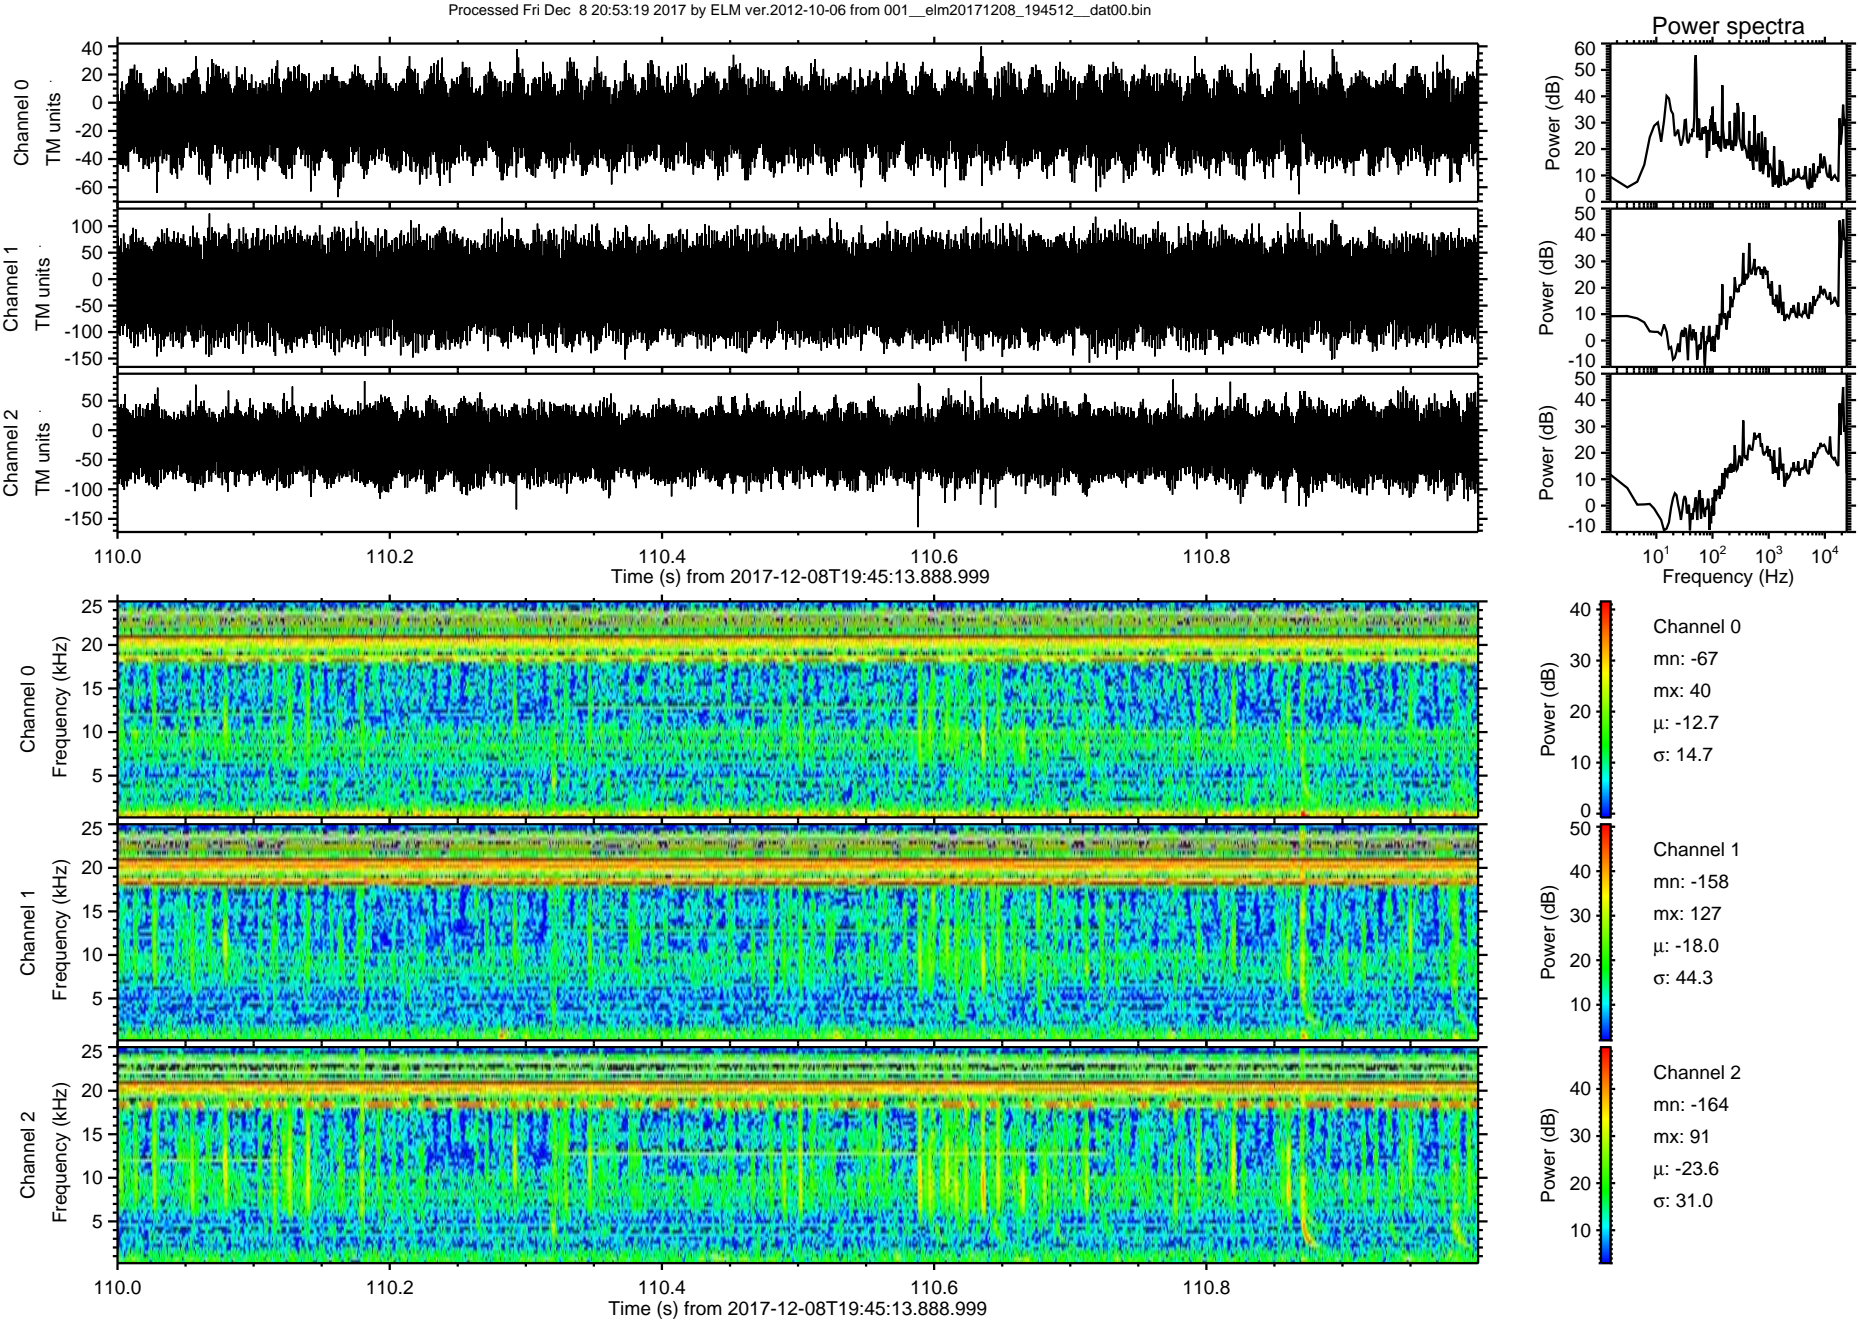 Processed Fri Dec  8 20:53:19 2017 by ELM ver.2012-10-06 from 001__elm20171208_194512__dat00.bin
Power spectra
Channel 0
TM units
40
20
0
-20
-40
-60
Power (dB)
60
50
40
30
20
10
0
Channel 1
TM units
100
50
0
-50
-100
-150
Power (dB)
50
40
30
20
10
0
-10
Channel 2
TM units
50
0
-50
-100
-150
Power (dB)
50
40
30
20
10
0
-10
110.0 110.2 110.4 110.6 110.8
Time (s) from 2017-12-08T19:45:13.888.999
10¹ 10² 10³ 10⁴
Frequency (Hz)
Channel 0
Frequency (kHz)
25
20
15
10
5
Power (dB)
40
30
20
10
0
Channel 0
mn: -67
mx: 40
μ: -12.7
σ: 14.7
Channel 1
Frequency (kHz)
25
20
15
10
5
Power (dB)
50
40
30
20
10
Channel 1
mn: -158
mx: 127
μ: -18.0
σ: 44.3
Channel 2
Frequency (kHz)
25
20
15
10
5
Power (dB)
40
30
20
10
Channel 2
mn: -164
mx: 91
μ: -23.6
σ: 31.0
110.0 110.2 110.4 110.6 110.8
Time (s) from 2017-12-08T19:45:13.888.999